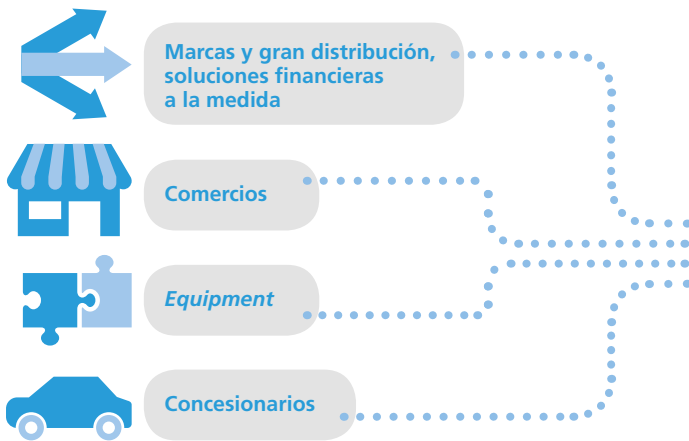 Marcas y gran distribución,
soluciones financieras
a la medida
Comercios
Equipment
Concesionarios